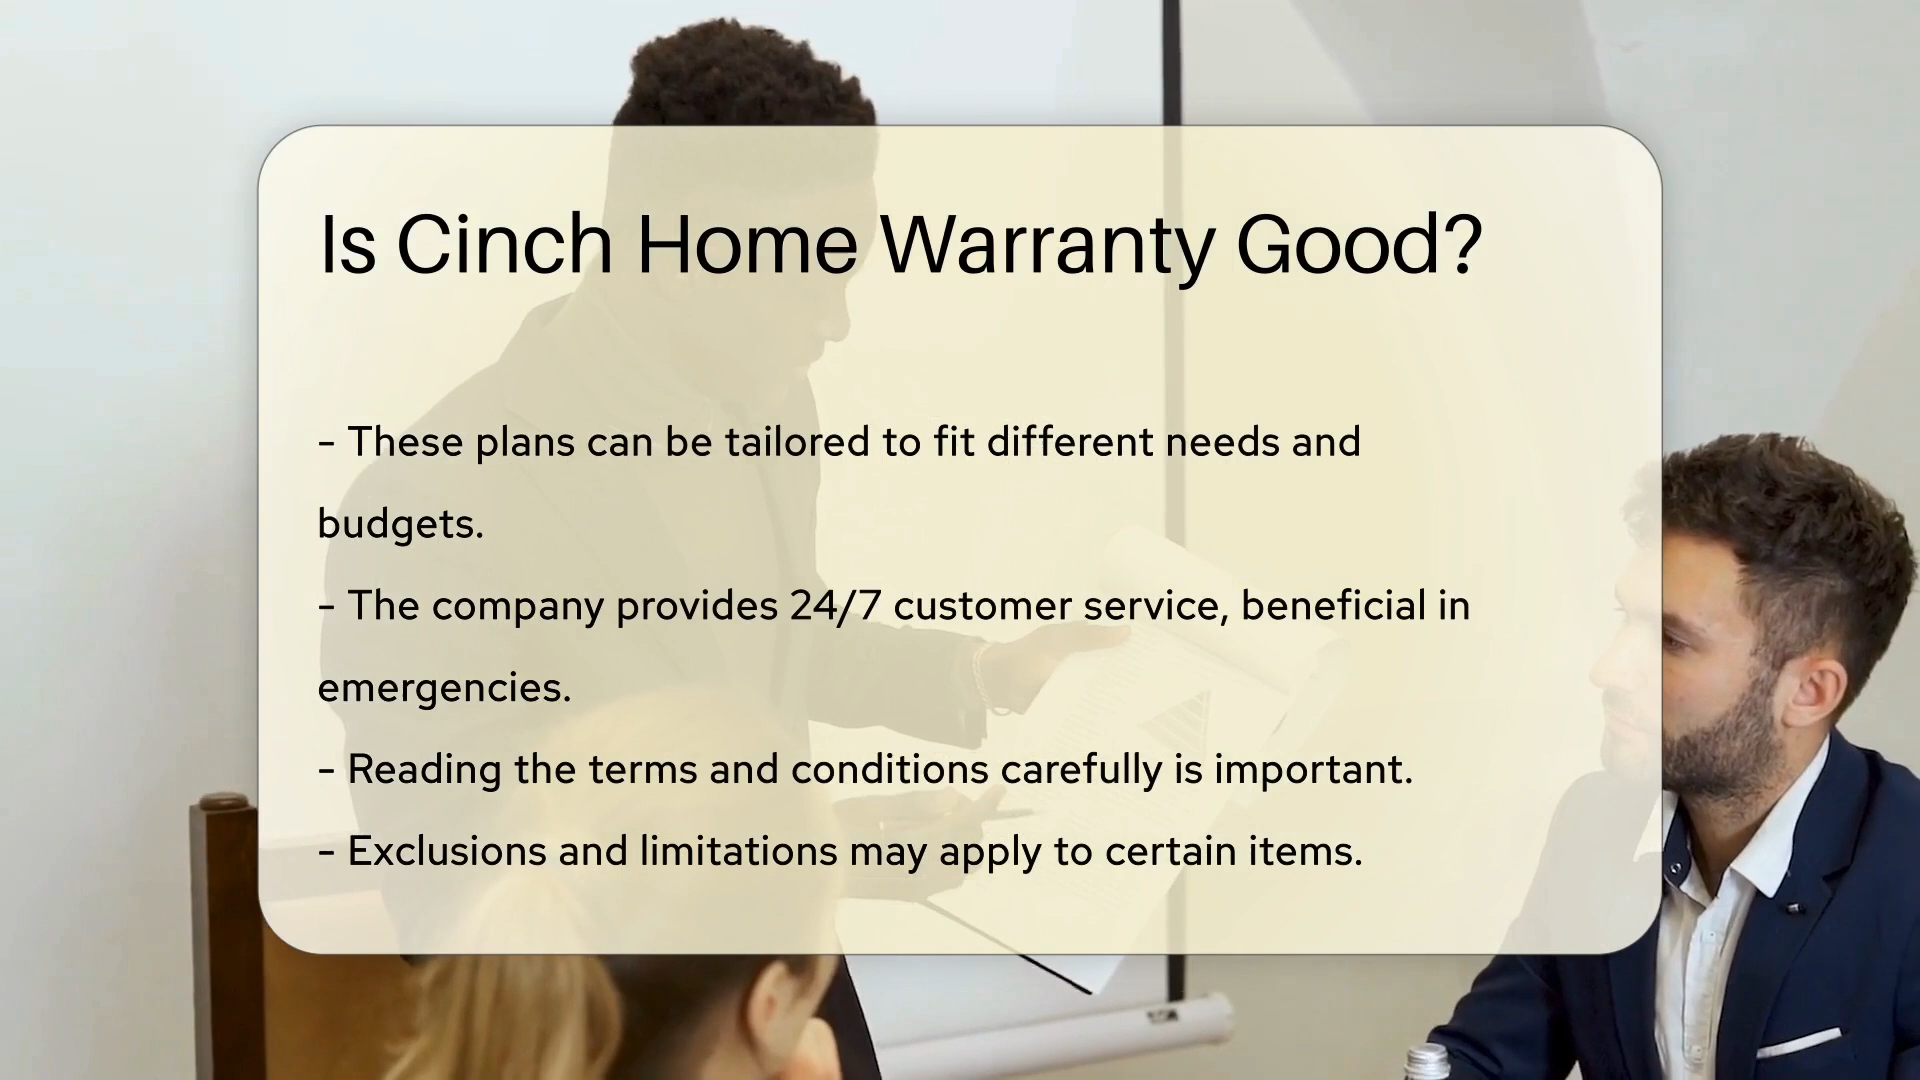 Is Cinch Home Warranty Good?
- These plans can be tailored to fit different needs and
budgets.
- The company provides 24/7 customer service, beneficial in
emergencies.
- Reading the terms and conditions carefully is important.
- Exclusions and limitations may apply to certain items.